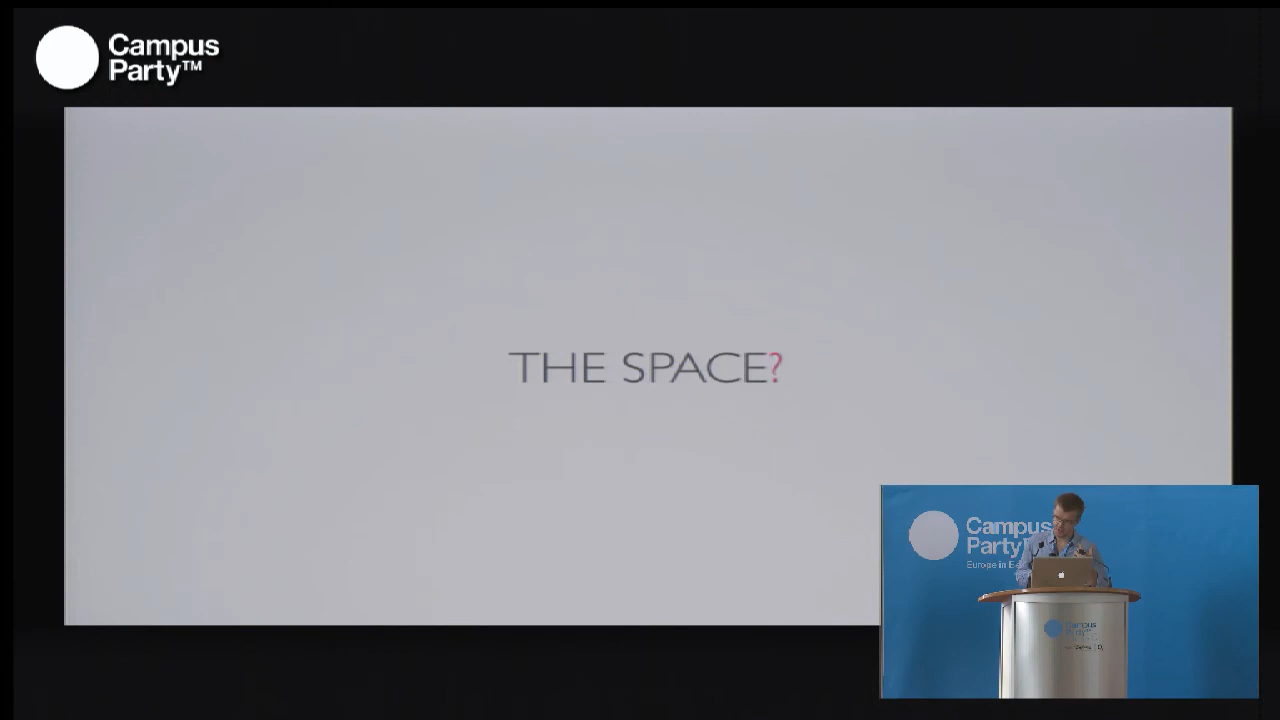 Campus
Party™
THE SPACE?
Campus
Party
Europe in
Campus
Party